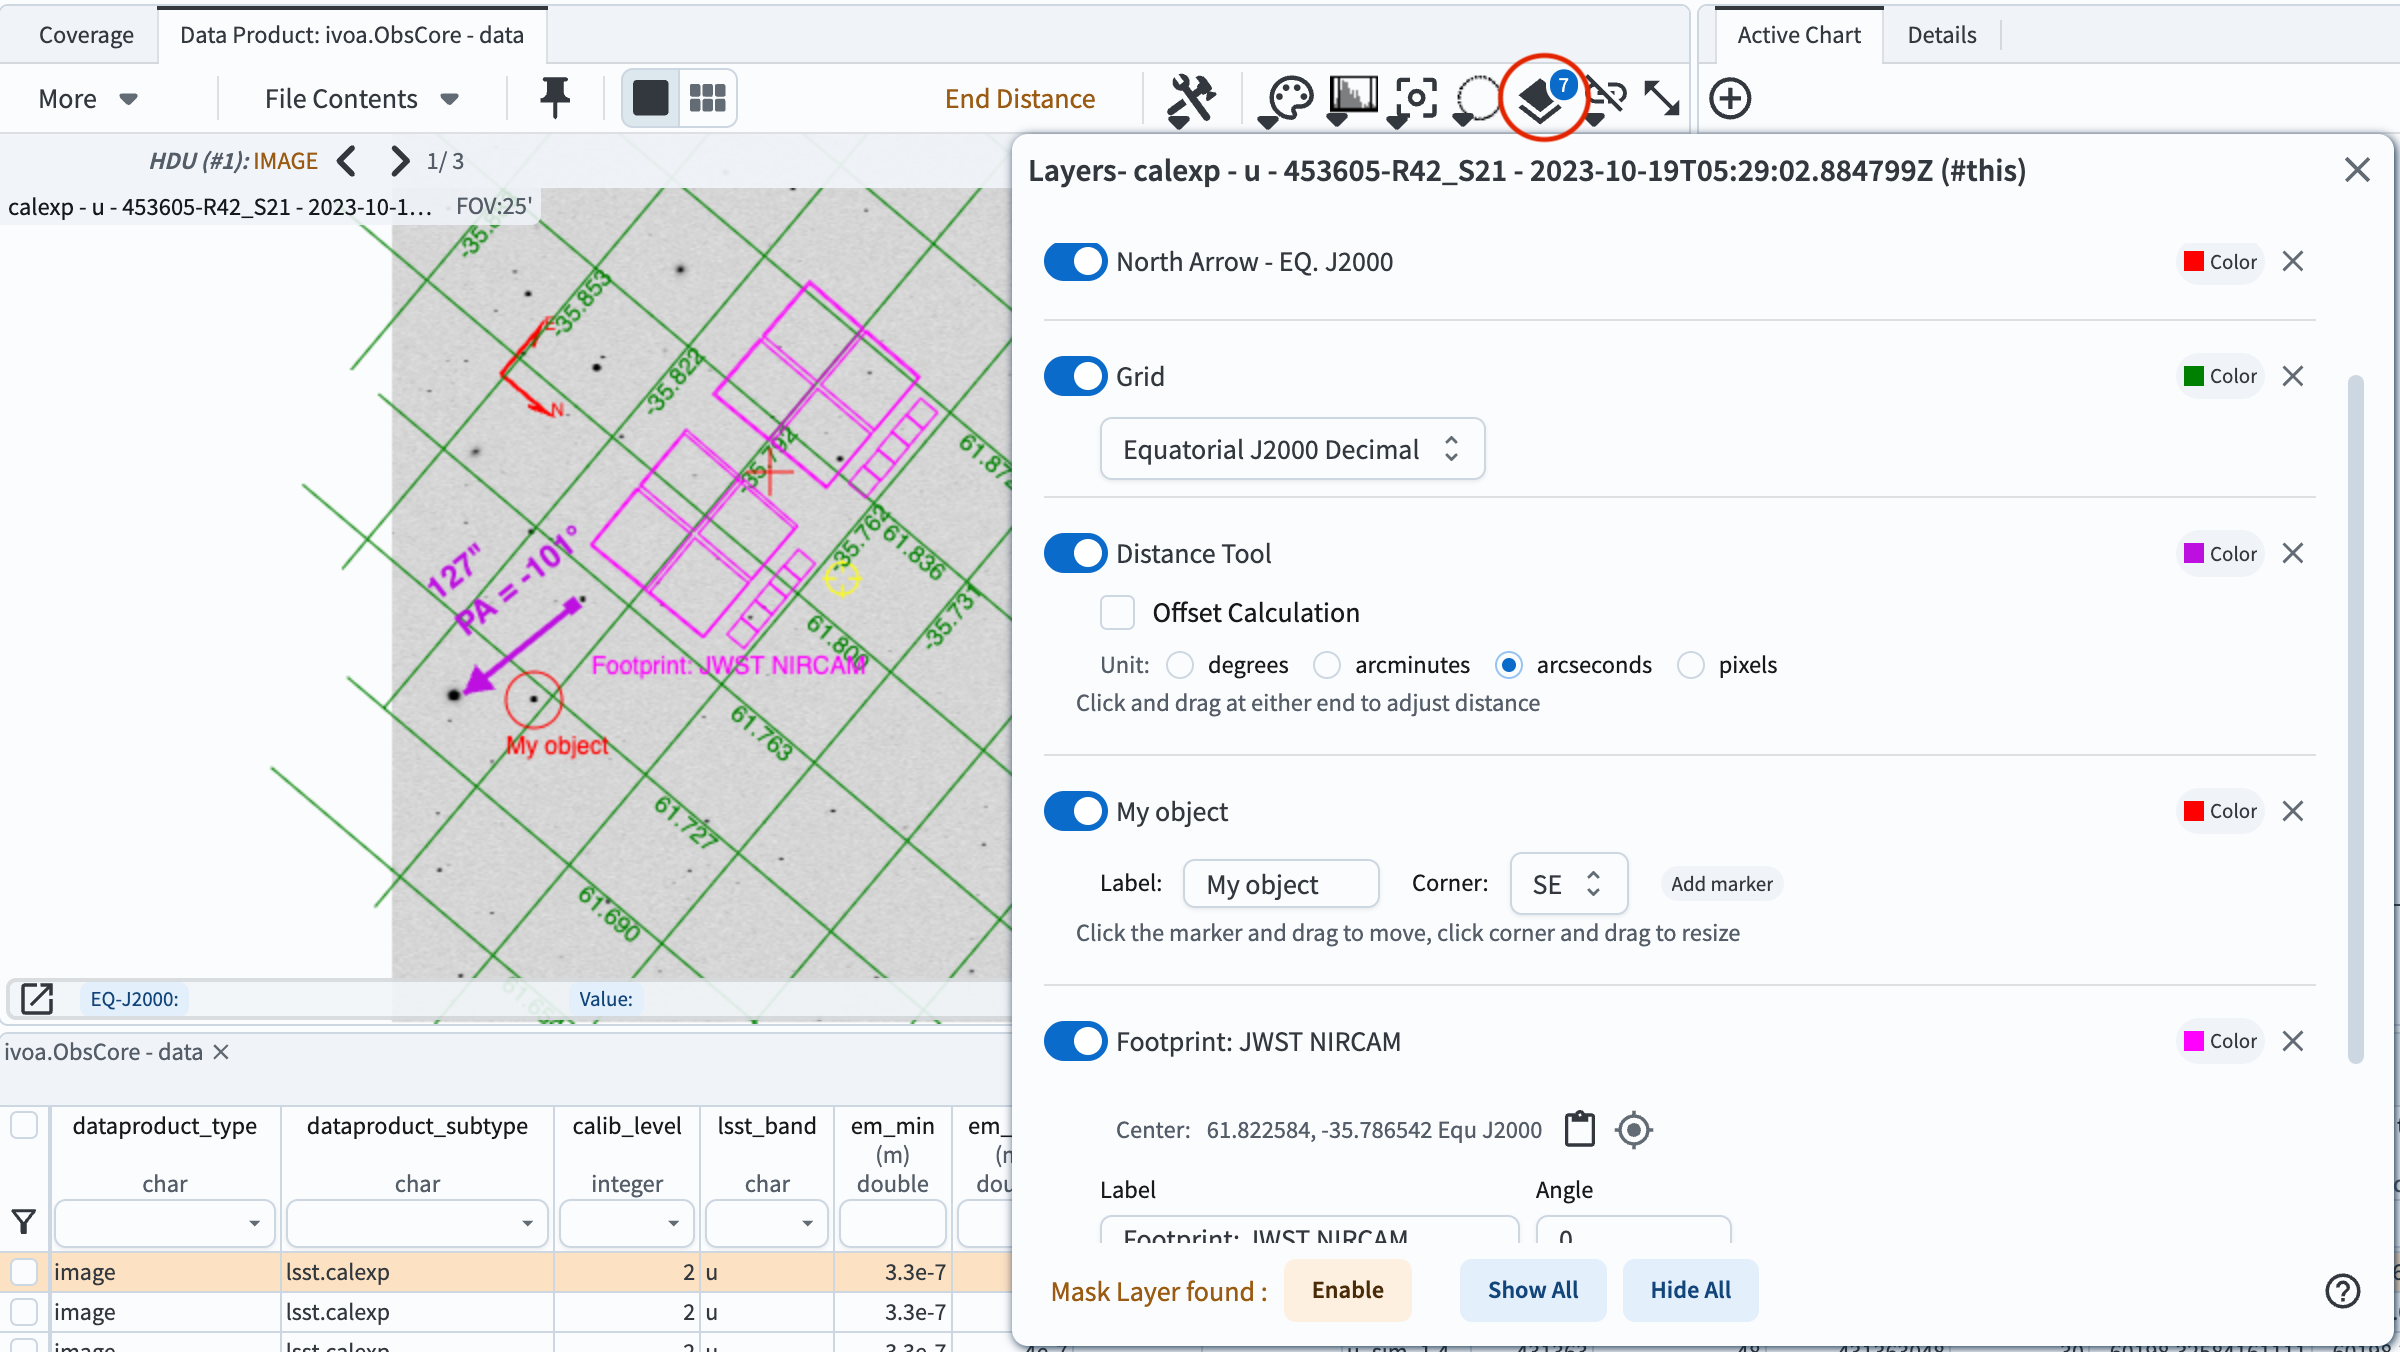 Coverage
Data Product: ivoa.ObsCore - data
Active Chart
Details
More
File Contents
End Distance
7
HDU (#1): IMAGE
1/ 3
calexp - u - 453605-R42_S21 - 2023-10-1…
FOV:25'
-35.853
E
-35.822
N
-35.792
61.872
-35.762
61.836
-35.731
127"
PA = -101°
61.800
Footprint: JWST NIRCAM
My object
61.763
61.727
61.690
EQ-J2000:
Value:
Layers- calexp - u - 453605-R42_S21 - 2023-10-19T05:29:02.884799Z (#this)
North Arrow - EQ. J2000
Color
Grid
Color
Equatorial J2000 Decimal
Distance Tool
Color
Offset Calculation
Unit: degrees arcminutes arcseconds pixels
Click and drag at either end to adjust distance
My object
Color
Label: My object Corner: SE Add marker
Click the marker and drag to move, click corner and drag to resize
Footprint: JWST NIRCAM
Color
Center: 61.822584, -35.786542 Equ J2000
Label
Angle
Footprint: JWST NIRCAM
0
Mask Layer found :
Enable
Show All
Hide All
ivoa.ObsCore - data
dataproduct_type dataproduct_subtype calib_level lsst_band em_min em_
(m)
char char integer char double
image lsst.calexp 2 u 3.3e-7
image lsst.calexp 2 u 3.3e-7
image lsst.calexp 2 u 3.3e-7